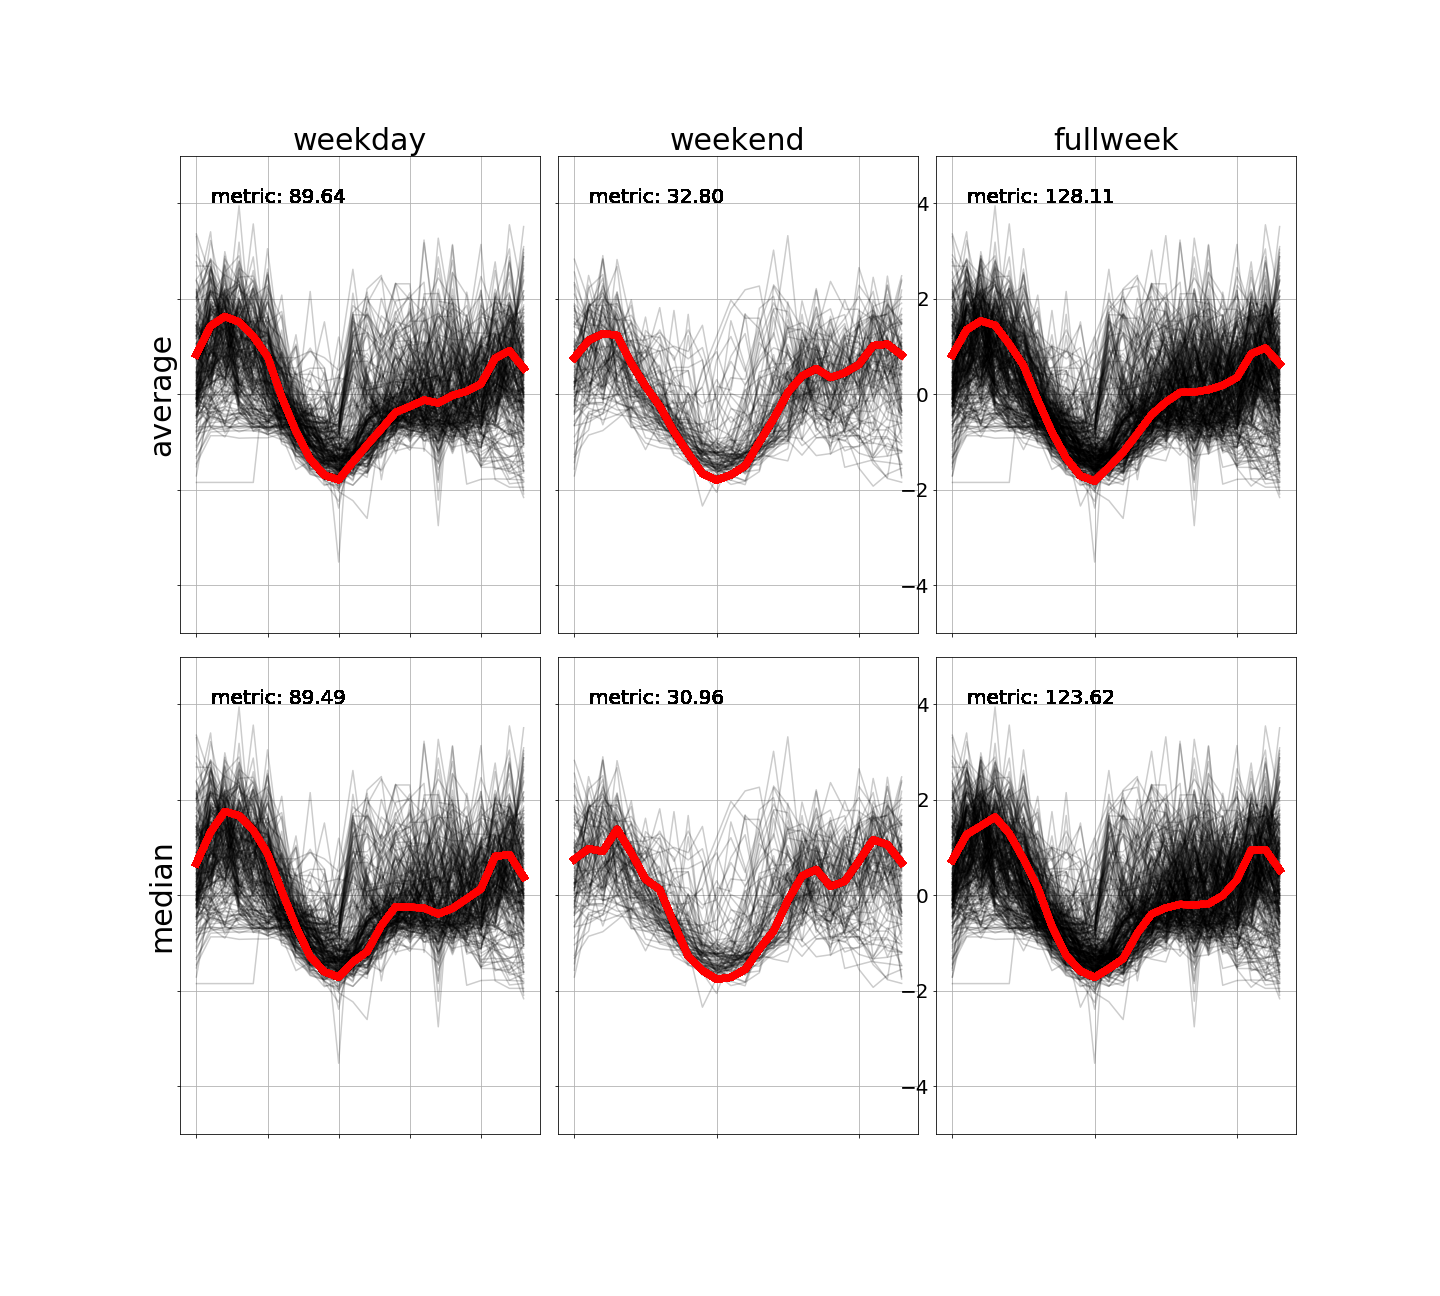 weekday weekend fullweek
average
metric: 89.64
metric: 32.80
metric: 128.11
4
2
0
−2
−4
median
metric: 89.49
metric: 30.96
metric: 123.62
4
2
0
−2
−4